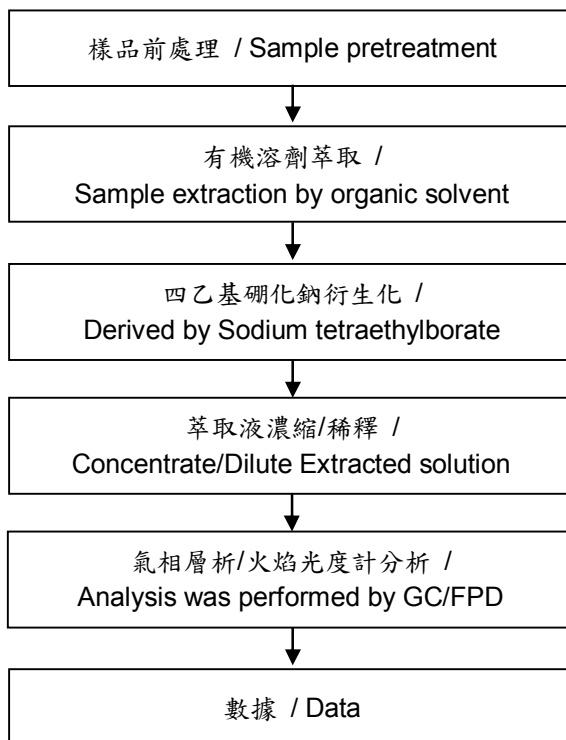 樣品前處理 / Sample pretreatment
有機溶劑萃取 /
Sample extraction by organic solvent
四乙基硼化鈉衍生化 /
Derived by Sodium tetraethylborate
萃取液濃縮/稀釋 /
Concentrate/Dilute Extracted solution
氣相層析/火焰光度計分析 /
Analysis was performed by GC/FPD
數據 / Data